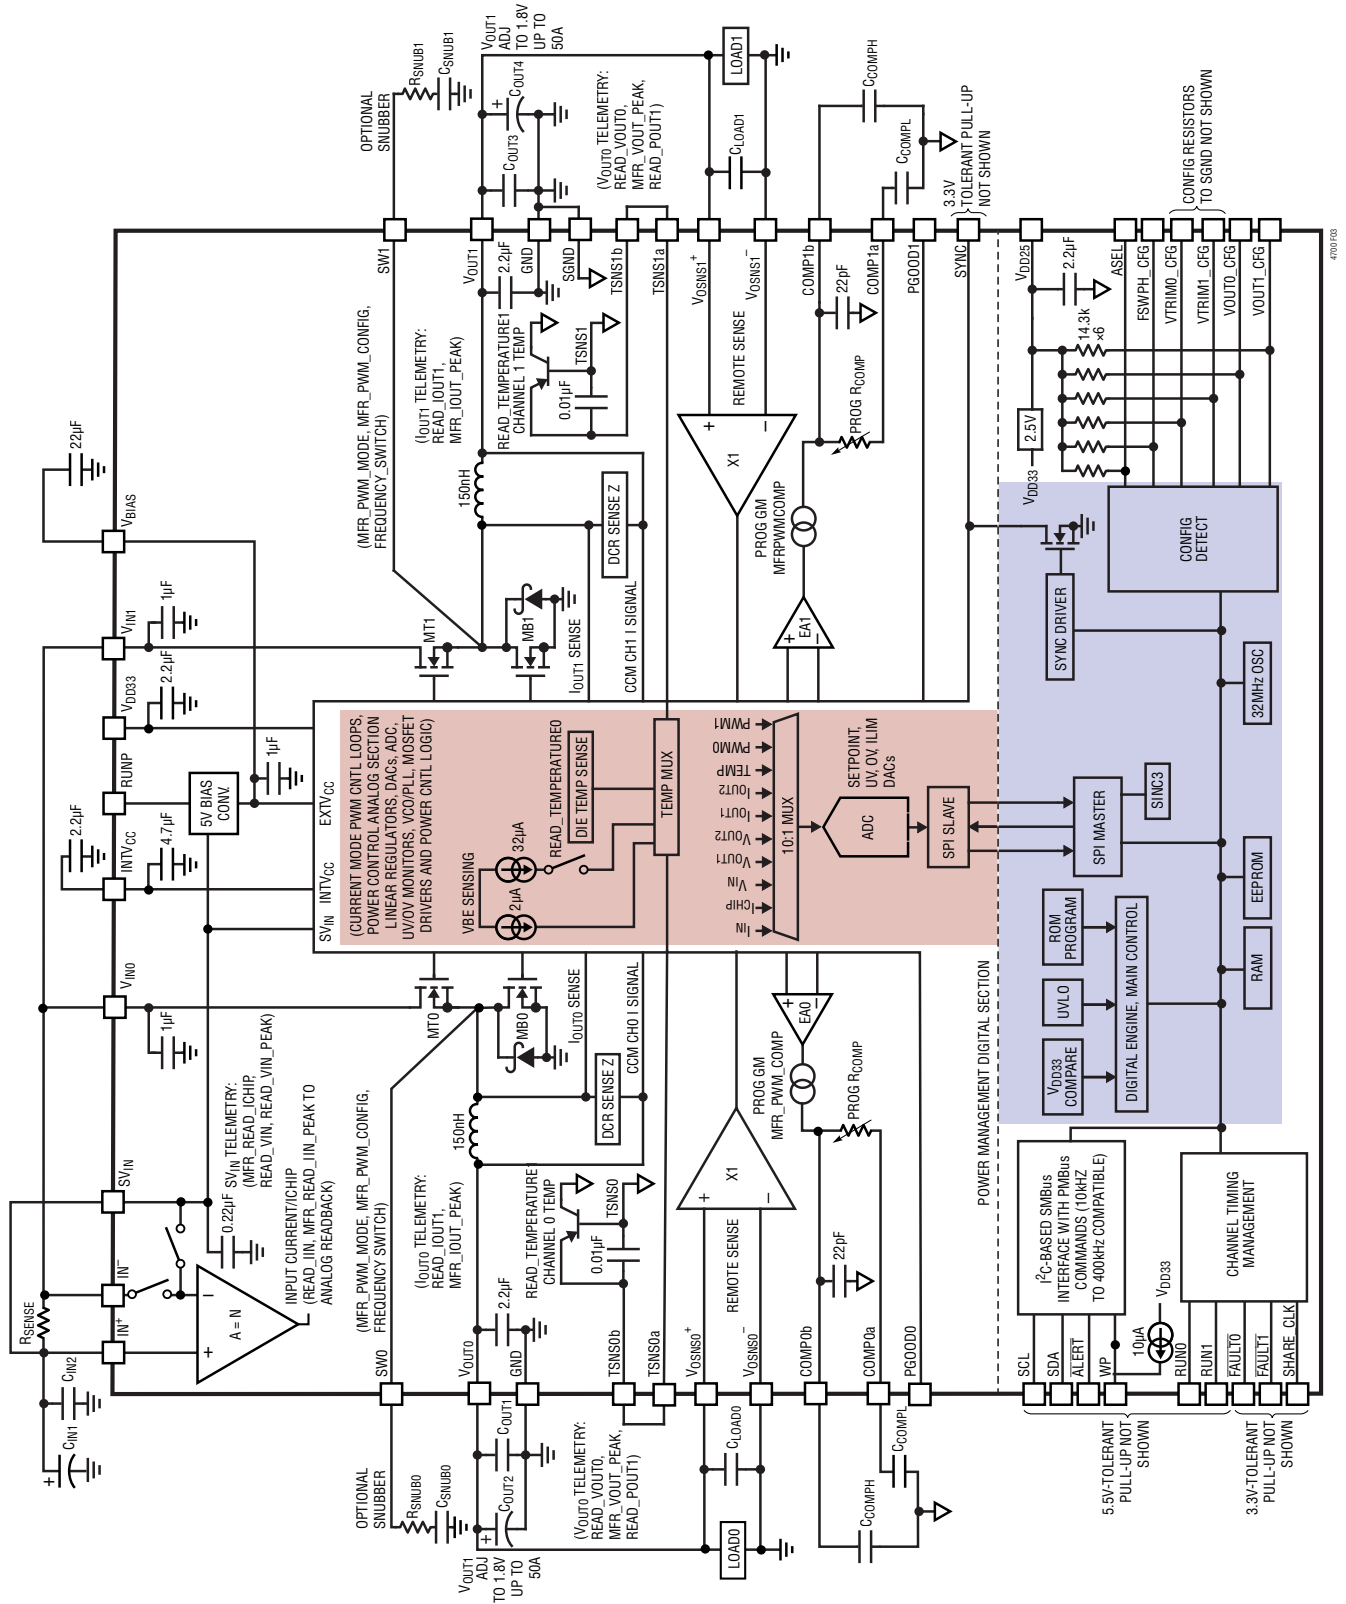 CIN1
CIN2
RSENSE
IN+
IN–
SVIN
VIN0
INTVCC
2.2µF
4.7µF
RUNP
VDD33
2.2µF
VIN1
1µF
VBIAS
22µF
1µF
5V BIAS
CONV.
1µF
A = N
+
–
0.22µF
SVIN TELEMETRY:
(MFR_READ_ICHIP,
READ_VIN, READ_VIN_PEAK)
INPUT CURRENT/ICHIP
(READ_IIN, MFR_READ_IIN_PEAK TO
ANALOG READBACK)
SVIN
INTVCC
EXTVCC
(CURRENT MODE PWM CNTL LOOPS,
POWER CONTROL ANALOG SECTION
LINEAR REGULATORS, DACs, ADC,
UV/OV MONITORS, VCO/PLL, MOSFET
DRIVERS AND POWER CNTL LOGIC)
OPTIONAL
SNUBBER
RSNUB0
CSNUB0
SW0
(MFR_PWM_MODE, MFR_PWM_CONFIG,
FREQUENCY SWITCH)
MT0
MB0
MT1
MB1
(MFR_PWM_MODE, MFR_PWM_CONFIG,
FREQUENCY_SWITCH)
SW1
OPTIONAL
SNUBBER
RSNUB1
CSNUB1
VOUT1
ADJ
TO 1.8V
UP TO
50A
COUT2
COUT1
VOUT0
GND
2.2µF
(IOUT0 TELEMETRY:
READ_IOUT1,
MFR_IOUT_PEAK)
150nH
IOUT0 SENSE
DCR SENSE Z
CCM CH0 I SIGNAL
VBE SENSING
2µA
32µA
READ_TEMPERATURE0
DIE TEMP SENSE
TEMP MUX
IOUT1 SENSE
DCR SENSE Z
CCM CH1 I SIGNAL
150nH
(IOUT1 TELEMETRY:
READ_IOUT1,
MFR_IOUT_PEAK)
VOUT1
2.2µF
GND
SGND
COUT3
COUT4
VOUT1
ADJ
TO 1.8V
UP TO
50A
(VOUT0 TELEMETRY:
READ_VOUT0,
MFR_VOUT_PEAK,
READ_POUT1)
TSNS0b
TSNS0a
READ_TEMPERATURE1
CHANNEL 0 TEMP
0.01µF
TSNS0
READ_TEMPERATURE1
CHANNEL 1 TEMP
0.01µF
TSNS1
TSNS1b
TSNS1a
(VOUT0 TELEMETRY:
READ_VOUT0,
MFR_VOUT_PEAK,
READ_POUT1)
LOAD0
CLOAD0
VOSNS0+
VOSNS0–
REMOTE SENSE
+
–
X1
IIN
ICHIP
VIN
VOUT1
VOUT2
IOUT1
IOUT2
TEMP
PWM0
PWM1
10:1 MUX
ADC
SETPOINT,
UV, OV, ILIM
DACs
SPI SLAVE
X1
+
–
REMOTE SENSE
VOSNS1+
VOSNS1–
CLOAD1
LOAD1
CCOMPH
CCOMPL
COMP0b
COMP0a
PGOOD0
22pF
PROG RCOMP
PROG GM
MFR_PWM_COMP
EA0
+
–
EA1
+
–
PROG GM
MFRPWMCOMP
PROG RCOMP
22pF
COMP1b
COMP1a
PGOOD1
SYNC
CCOMPH
CCOMPL
3.3V
TOLERANT PULL-UP
NOT SHOWN
POWER MANAGEMENT DIGITAL SECTION
SCL
SDA
ALERT
WP
5.5V-TOLERANT
PULL-UP NOT
SHOWN
I2C-BASED SMBus
INTERFACE WITH PMBus
COMMANDS (10kHZ
TO 400kHZ COMPATIBLE)
10µA
VDD33
RUN0
RUN1
FAULT0
FAULT1
SHARE_CLK
3.3V-TOLERANT
PULL-UP NOT
SHOWN
CHANNEL TIMING
MANAGEMENT
VDD33
COMPARE
UVLO
ROM
PROGRAM
DIGITAL ENGINE, MAIN CONTROL
SPI MASTER
SINC3
RAM
EEPROM
32MHz OSC
SYNC DRIVER
CONFIG
DETECT
VDD33
2.5V
14.3k
×6
VDD25
2.2µF
ASEL
FSWPH_CFG
VTRIM0_CFG
VTRIM1_CFG
VOUT0_CFG
VOUT1_CFG
CONFIG RESISTORS
TO SGND NOT SHOWN
4700 F03